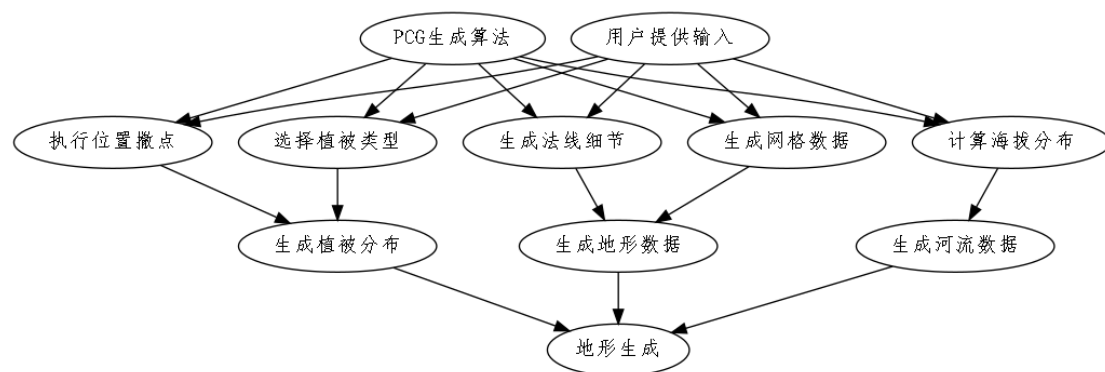 PCG生成算法
用户提供输入
执行位置撒点
选择植被类型
生成法线细节
生成网格数据
计算海拔分布
生成植被分布
生成地形数据
生成河流数据
地形生成